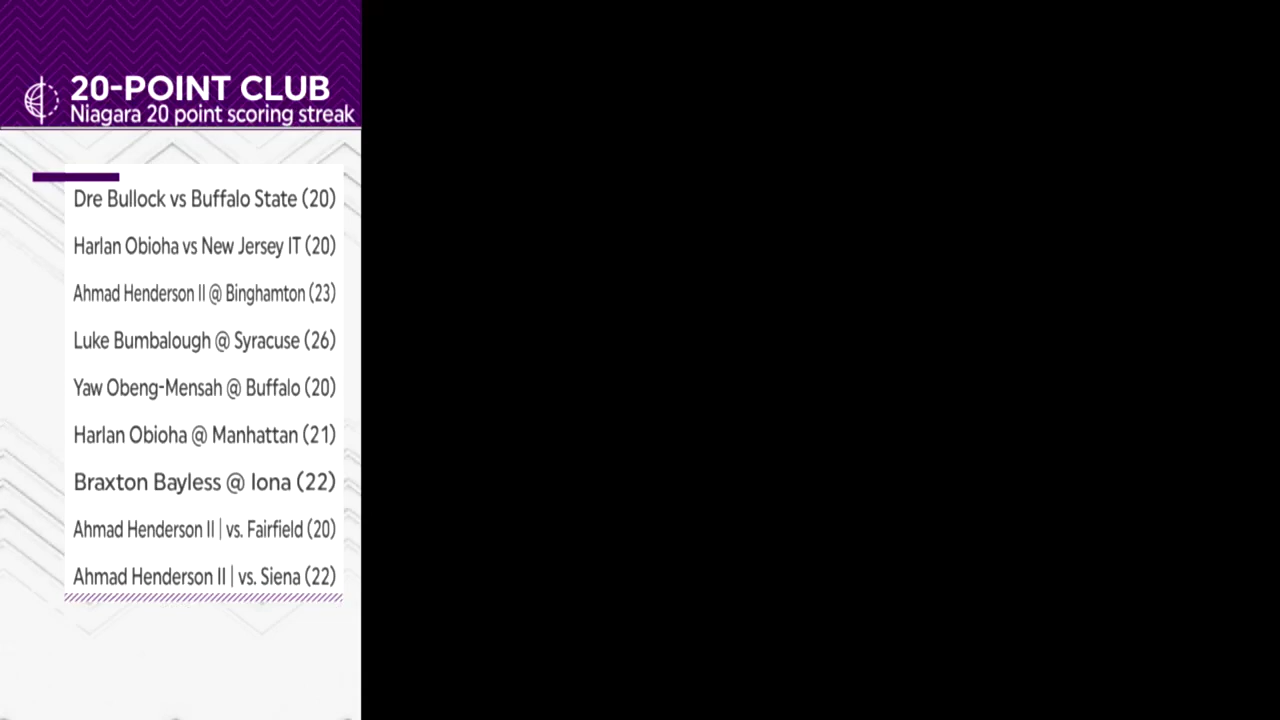 20-POINT CLUB
Niagara 20 point scoring streak
Dre Bullock vs Buffalo State (20)
Harlan Obioha vs New Jersey IT (20)
Ahmad Henderson II @ Binghamton (23)
Luke Bumbalough @ Syracuse (26)
Yaw Obeng-Mensah @ Buffalo (20)
Harlan Obioha @ Manhattan (21)
Braxton Bayless @ Iona (22)
Ahmad Henderson II | vs. Fairfield (20)
Ahmad Henderson II | vs. Siena (22)